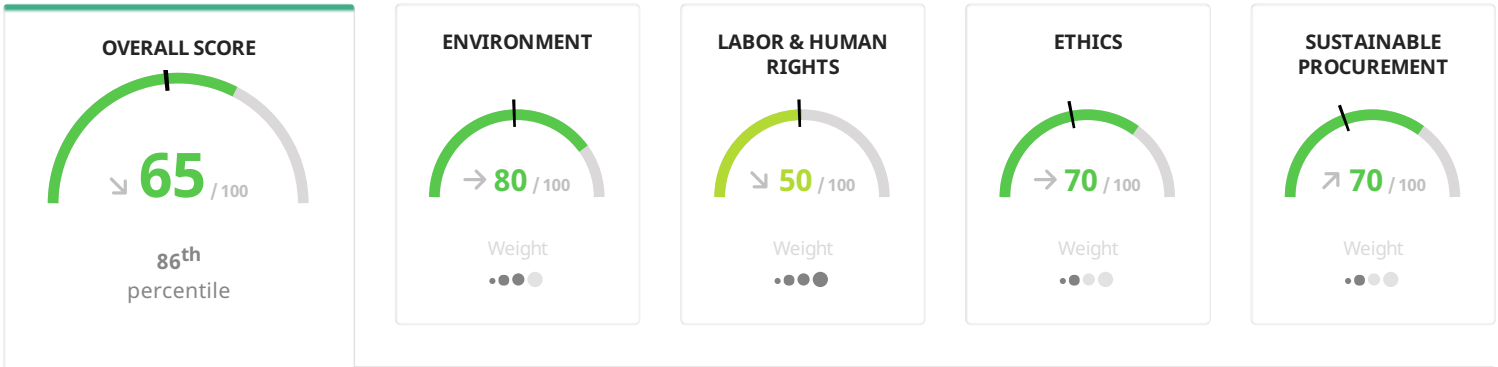 OVERALL SCORE
65 / 100
86th
percentile
ENVIRONMENT
80 / 100
Weight
LABOR & HUMAN
RIGHTS
50 / 100
Weight
ETHICS
70 / 100
Weight
SUSTAINABLE
PROCUREMENT
70 / 100
Weight